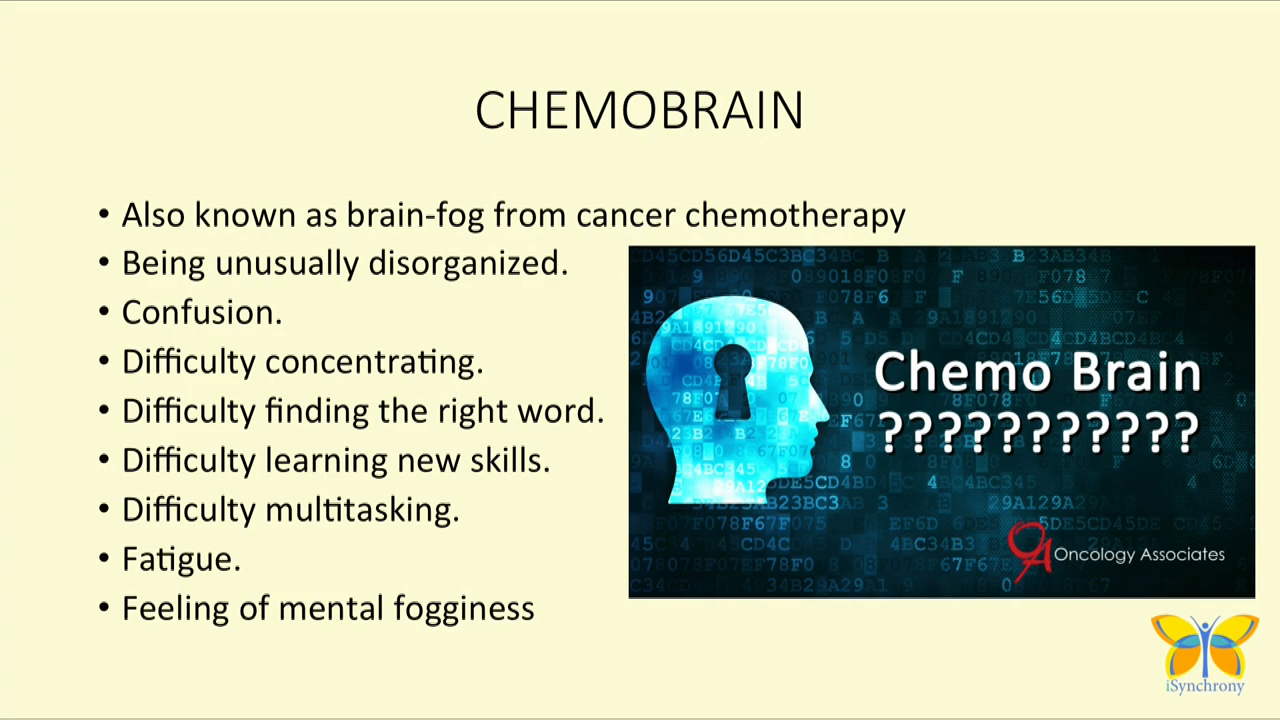 CHEMOBRAIN
• Also known as brain-fog from cancer chemotherapy
• Being unusually disorganized.
• Confusion.
• Difficulty concentrating.
• Difficulty finding the right word.
• Difficulty learning new skills.
• Difficulty multitasking.
• Fatigue.
• Feeling of mental fogginess
Chemo Brain
???????????
Oncology Associates
iSynchrony